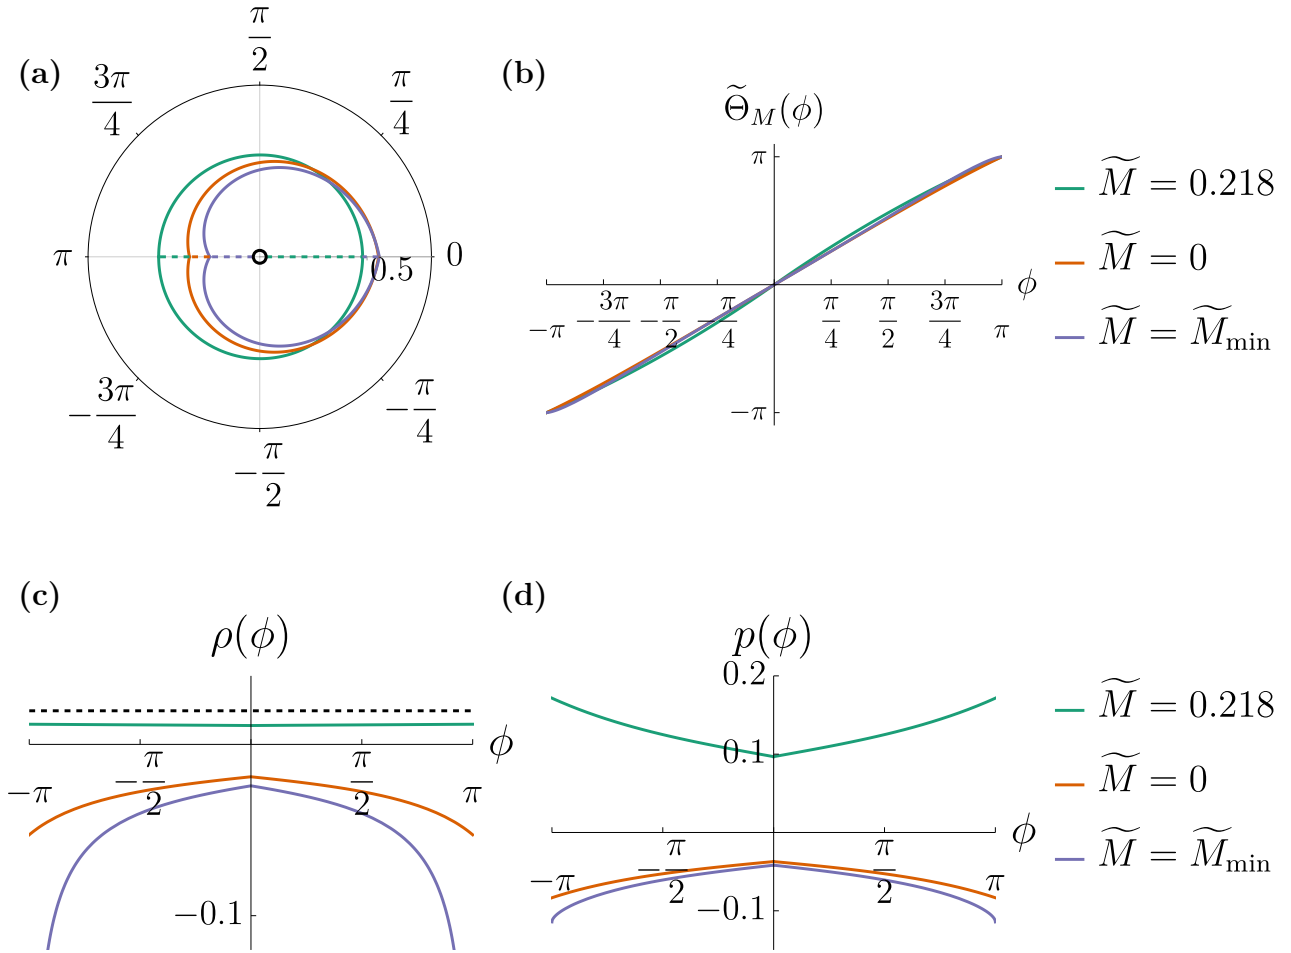 (a)
π/2
3π/4
π/4
π
0.5
0
−3π/4
−π/4
−π/2
(b)
Θ̃_M(ϕ)
π
ϕ
−π −3π/4 −π/2 −π/4 π/4 π/2 3π/4 π
−π
M̃ = 0.218
M̃ = 0
M̃ = M̃_min
(c)
ρ(ϕ)
ϕ
−π −π/2 π/2 π
−0.1
(d)
p(ϕ)
0.2
0.1
ϕ
−π −π/2 π/2 π
−0.1
M̃ = 0.218
M̃ = 0
M̃ = M̃_min